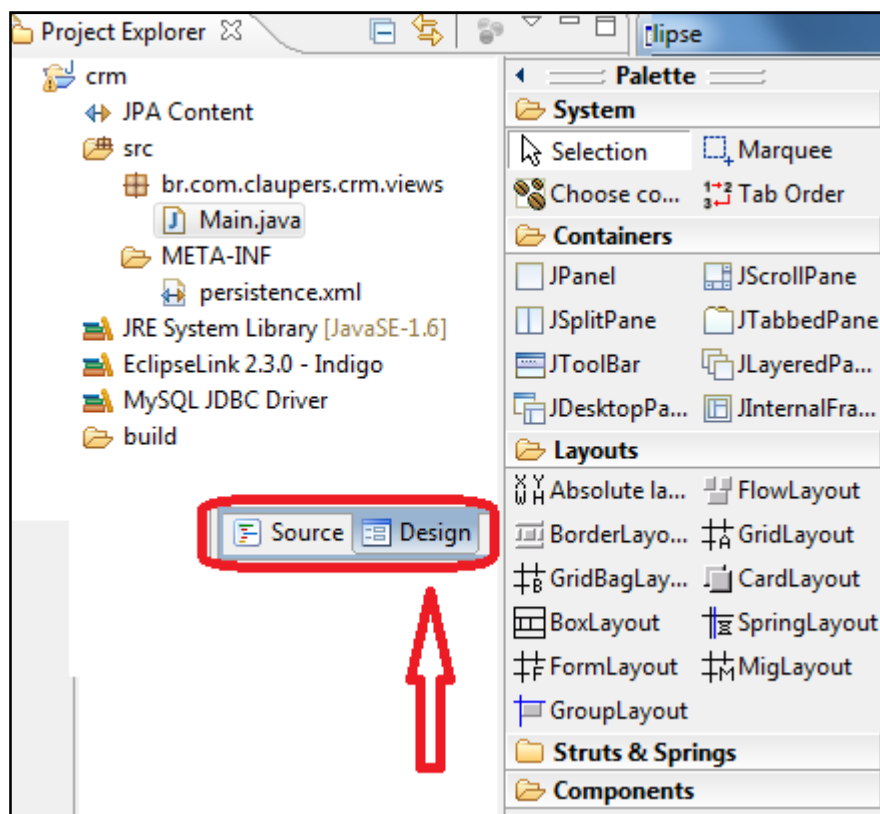 Project Explorer
crm
JPA Content
src
br.com.claupers.crm.views
Main.java
META-INF
persistence.xml
JRE System Library [JavaSE-1.6]
EclipseLink 2.3.0 - Indigo
MySQL JDBC Driver
build
Source Design
lipse
Palette
System
Selection Marquee
Choose co... Tab Order
Containers
JPanel JScrollPane
JSplitPane JTabbedPane
JToolBar JLayeredPa...
JDesktopPa... JInternalFra...
Layouts
Absolute la... FlowLayout
BorderLayo... GridLayout
GridBagLay... CardLayout
BoxLayout SpringLayout
FormLayout MigLayout
GroupLayout
Struts & Springs
Components